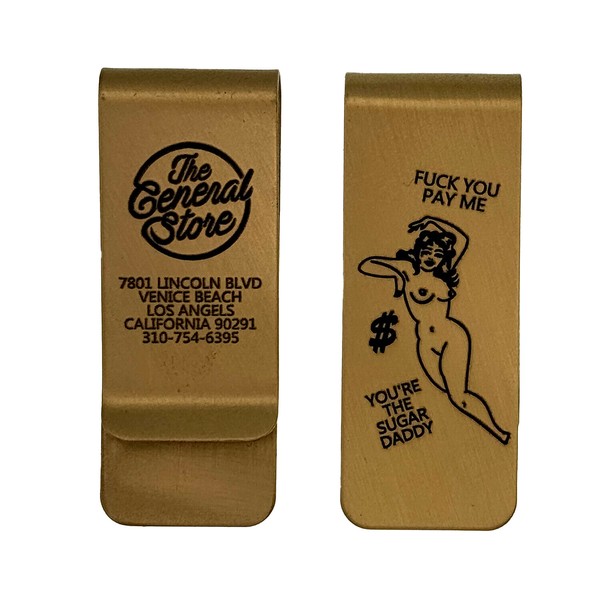 The
General
Store
7801 LINCOLN BLVD
VENICE BEACH
LOS ANGELS
CALIFORNIA 90291
310-754-6395
FUCK YOU
PAY ME
$
YOU'RE
THE
SUGAR
DADDY